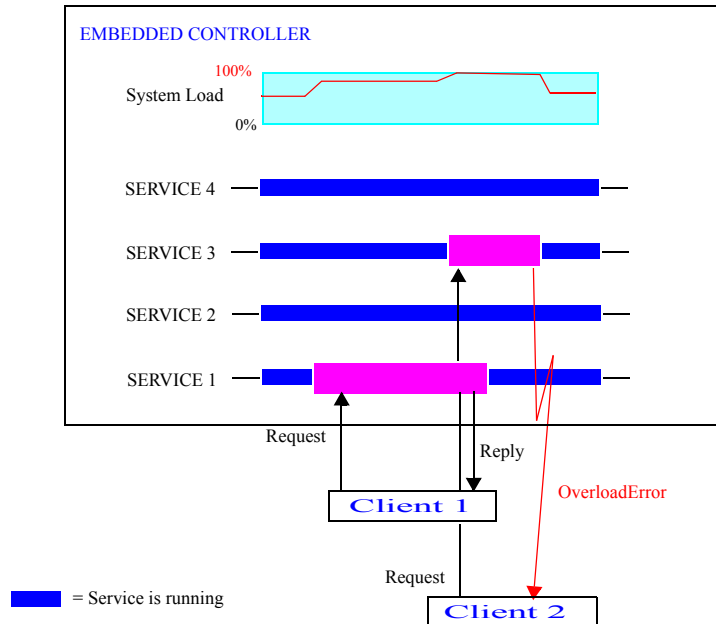 EMBEDDED CONTROLLER
100%
System Load
0%
SERVICE 4
SERVICE 3
SERVICE 2
SERVICE 1
Request
Reply
OverloadError
Client 1
Request
= Service is running
Client 2